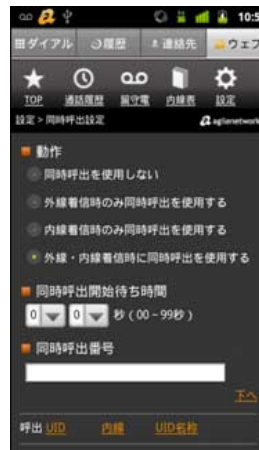 10:5
ダイアル 履歴 連絡先 ウェブ
TOP 通話履歴 留守電 内線表 設定
設定 > 同時呼出設定 agilenetwork
動作
同時呼出を使用しない
外線着信時のみ同時呼出を使用する
内線着信時のみ同時呼出を使用する
外線・内線着信時に同時呼出を使用する
同時呼出開始待ち時間
0 0 秒 ( 00 ~ 99秒 )
同時呼出番号
下へ
呼出 UID 内線 UID名称